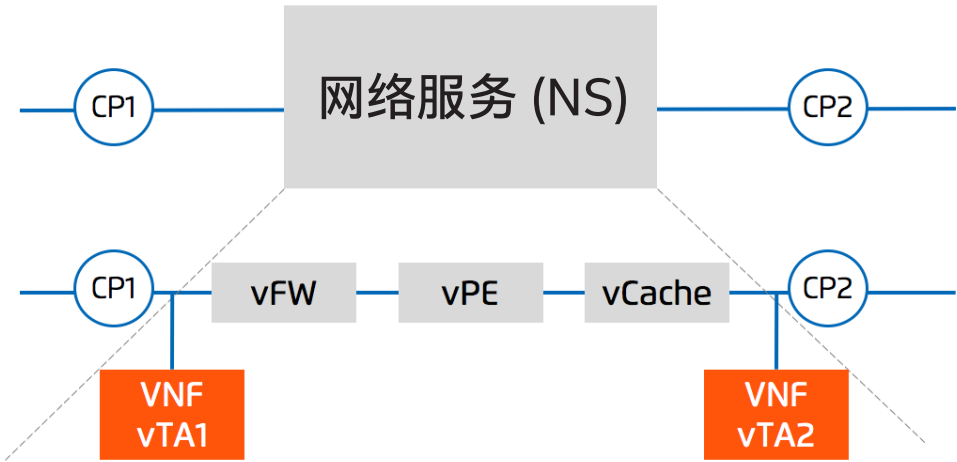 CP1
网络服务 (NS)
CP2
CP1
vFW
vPE
vCache
CP2
VNF
vTA1
VNF
vTA2